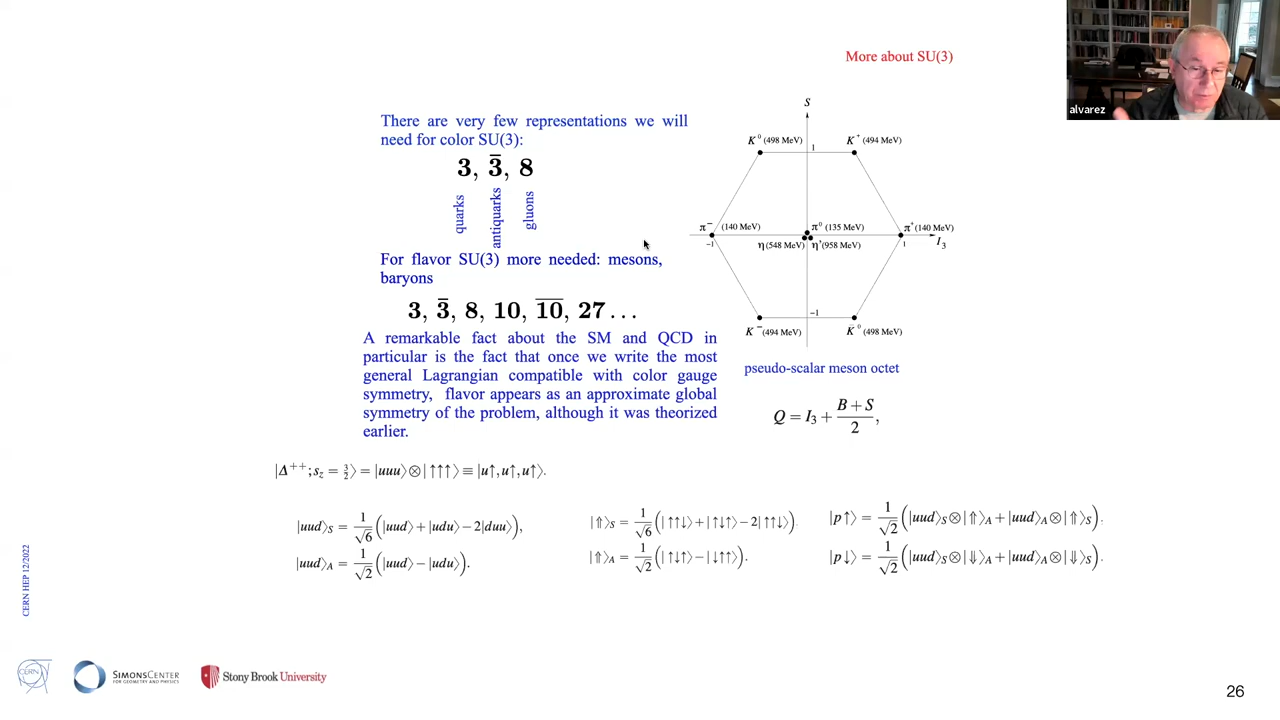 More about SU(3)
alvarez
There are very few representations we will
need for color SU(3):
3, 3̄, 8
quarks
antiquarks
gluons
For flavor SU(3) more needed: mesons,
baryons
3, 3̄, 8, 10, 1̅0̅, 27 . . .
A remarkable fact about the SM and QCD in
particular is the fact that once we write the most
general Lagrangian compatible with color gauge
symmetry, flavor appears as an approximate global
symmetry of the problem, although it was theorized
earlier.
S
K⁰ (498 MeV)
K⁺ (494 MeV)
1
π⁻ (140 MeV)
π⁰ (135 MeV)
π⁺ (140 MeV)
−1
η (548 MeV)
η' (958 MeV)
1
I₃
−1
K⁻ (494 MeV)
K̄⁰ (498 MeV)
pseudo-scalar meson octet
Q = I₃ + (B + S)/2,
|Δ⁺⁺; s_z = 3/2⟩ = |uuu⟩ ⊗ |↑↑↑⟩ ≡ |u↑, u↑, u↑⟩.
|uud⟩_S = 1/√6 (|uud⟩ + |udu⟩ − 2|duu⟩),
|uud⟩_A = 1/√2 (|uud⟩ − |udu⟩).
|⇑⟩_S = 1/√6 (|↑↑↓⟩ + |↑↓↑⟩ − 2|↑↑↓⟩).
|⇑⟩_A = 1/√2 (|↑↓↑⟩ − |↓↑↑⟩).
|p↑⟩ = 1/√2 (|uud⟩_S ⊗ |⇑⟩_A + |uud⟩_A ⊗ |⇑⟩_S).
|p↓⟩ = 1/√2 (|uud⟩_S ⊗ |⇓⟩_A + |uud⟩_A ⊗ |⇓⟩_S).
CERN HEP 12/2022
CERN
SIMONS CENTER
FOR GEOMETRY AND PHYSICS
Stony Brook University
26